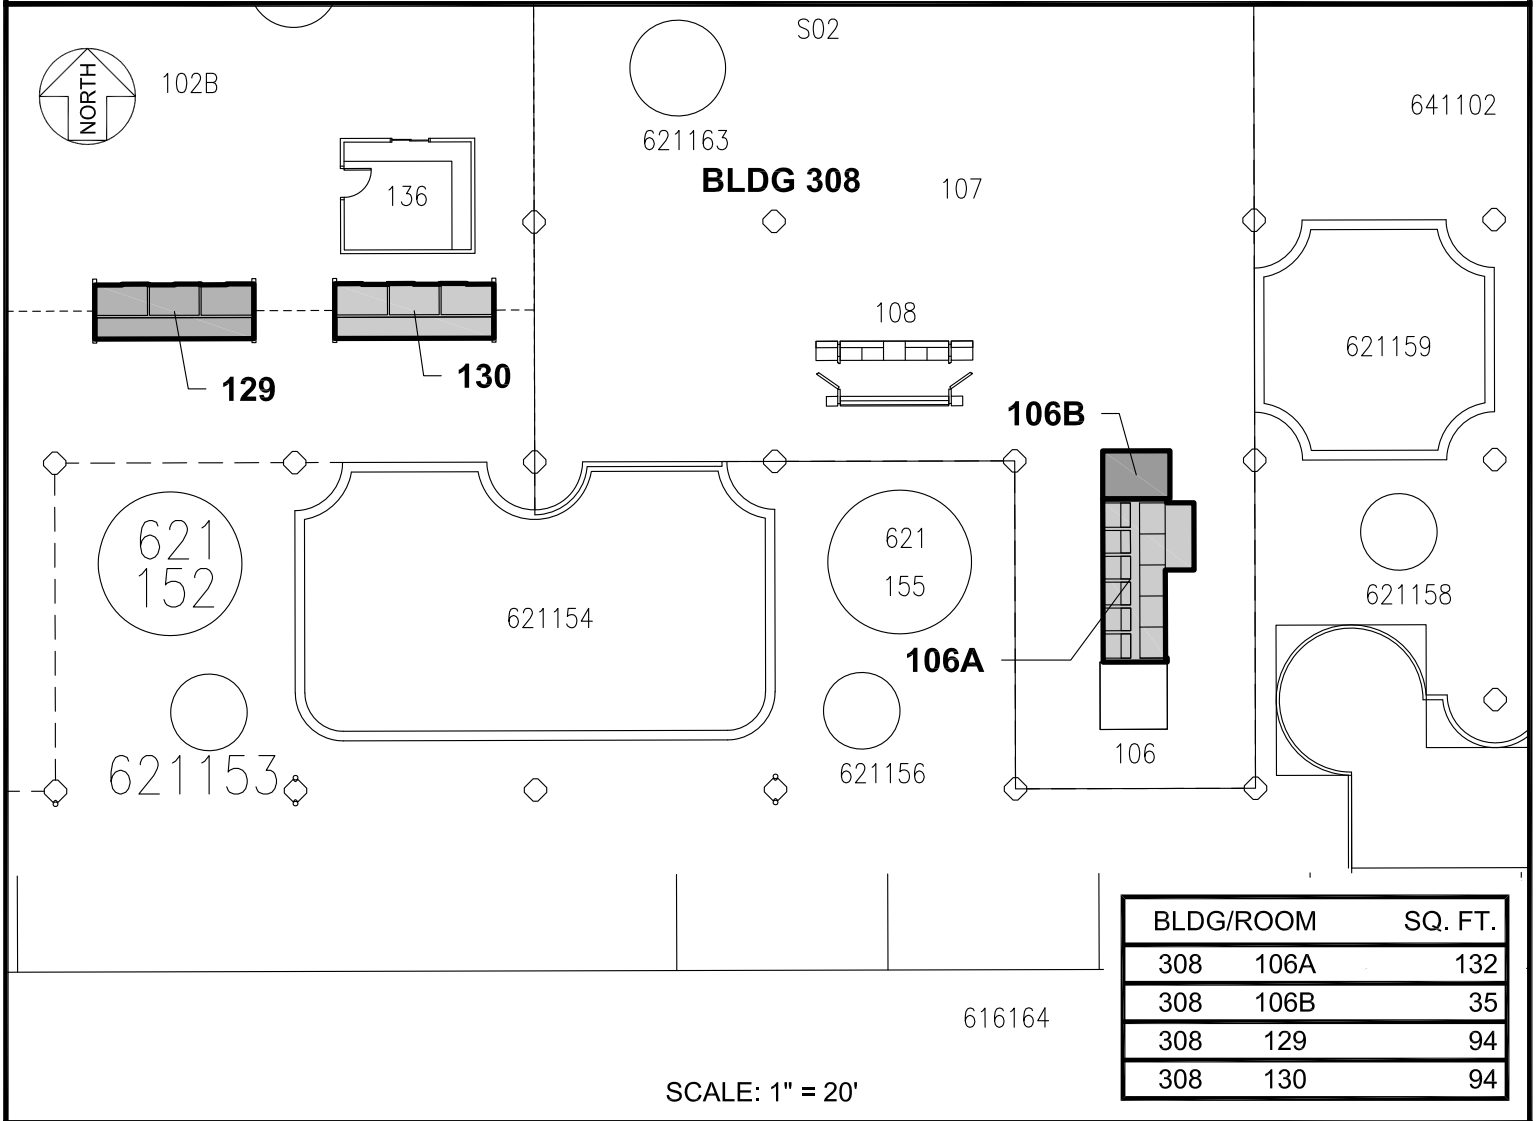 S02
NORTH
102B
641102
621163
BLDG 308
107
136
108
621159
129
130
106B
621
152
621
155
621158
621154
106A
621153
621156
106
BLDG/ROOM SQ. FT.
308 106A 132
308 106B 35
308 129 94
308 130 94
616164
SCALE: 1" = 20'